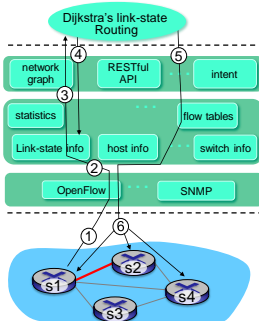 Dijkstra's link-state
Routing
4
5
network
graph
RESTful
API
intent
3
statistics
flow tables
Link-state info
host info
switch info
2
OpenFlow
SNMP
1
6
s2
s1
s4
s3